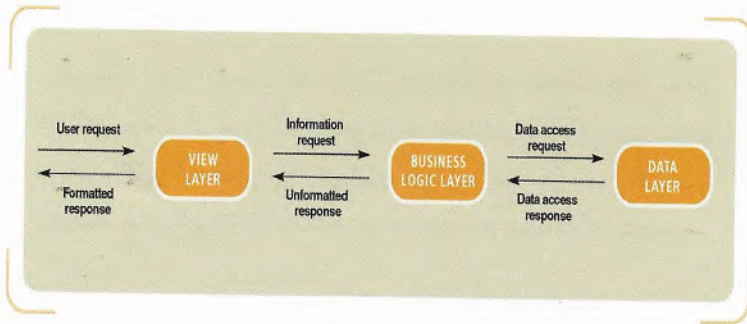 User request
Formatted
response
VIEW
LAYER
Information
request
Unformatted
response
BUSINESS
LOGIC LAYER
Data access
request
Data access
response
DATA
LAYER